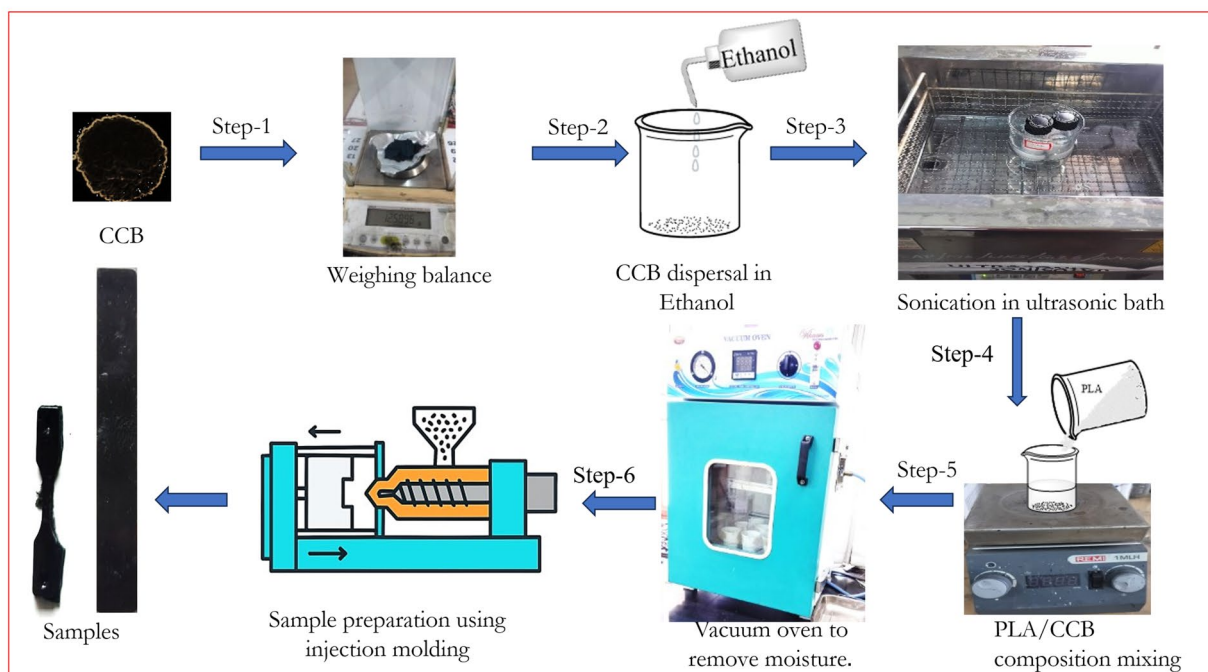 Ethanol
Step-1
Step-2
Step-3
CCB
Weighing balance
CCB dispersal in
Ethanol
Sonication in ultrasonic bath
VACUUM OVEN
Step-4
PLA
Step-5
Step-6
REMI 1MLH
Samples
Sample preparation using
injection molding
Vacuum oven to
remove moisture.
PLA/CCB
composition mixing